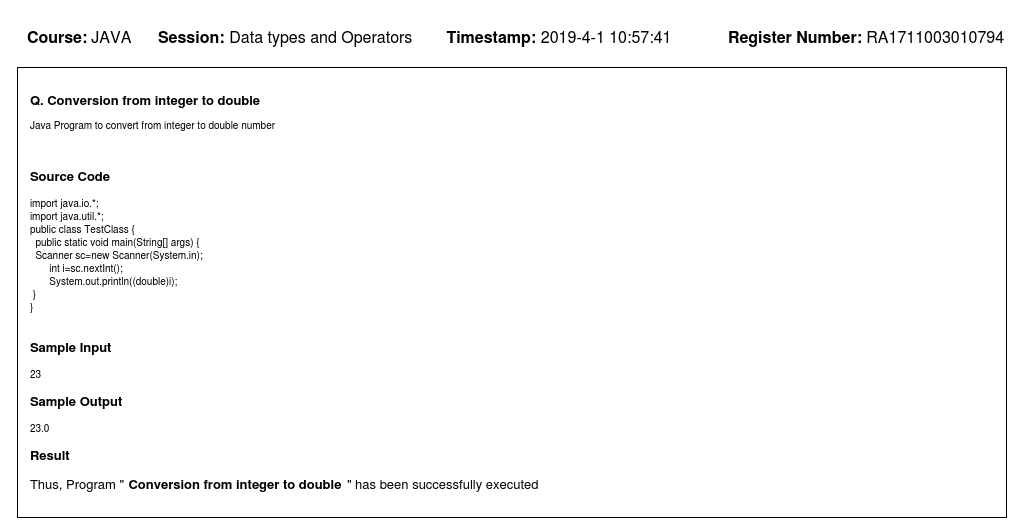 Course: JAVA Session: Data types and Operators Timestamp: 2019-4-1 10:57:41 Register Number: RA1711003010794
Q. Conversion from integer to double
Java Program to convert from integer to double number
Source Code
import java.io.*;
import java.util.*;
public class TestClass {
  public static void main(String[] args) {
  Scanner sc=new Scanner(System.in);
       int i=sc.nextInt();
       System.out.println((double)i);
 }
}
Sample Input
23
Sample Output
23.0
Result
Thus, Program " Conversion from integer to double " has been successfully executed